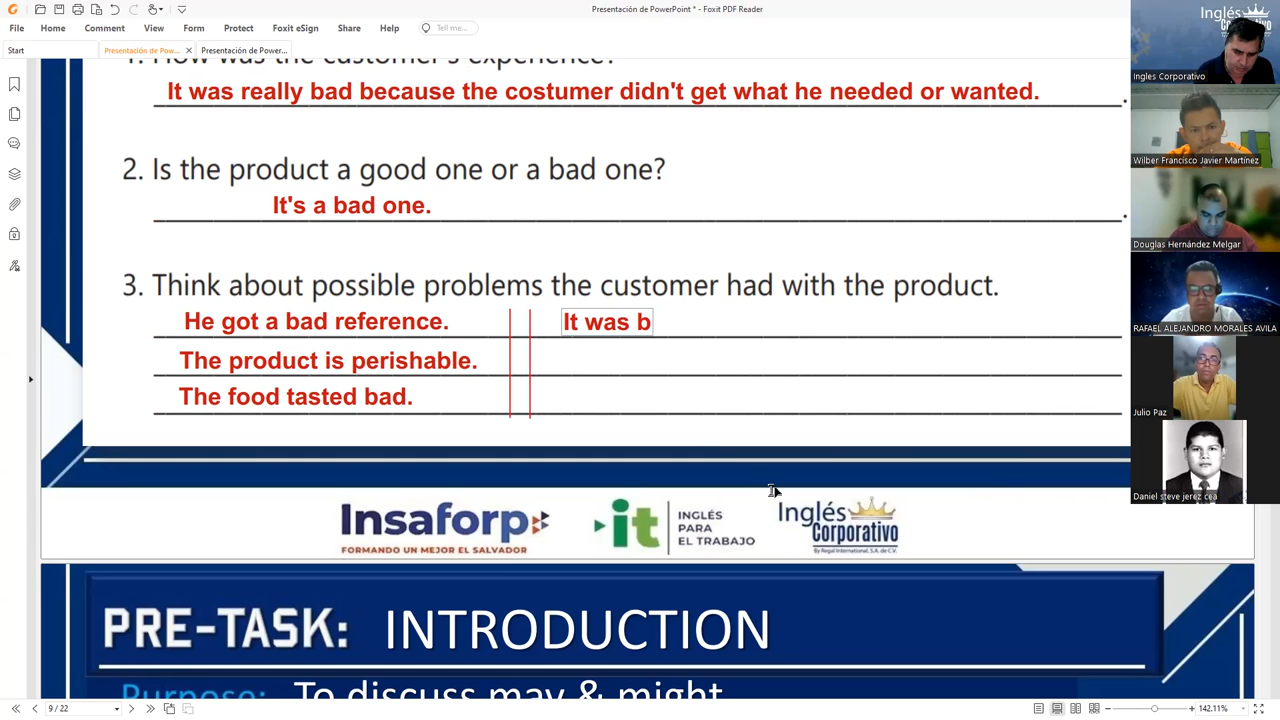 Presentación de PowerPoint * - Foxit PDF Reader
File Home Comment View Form Protect Foxit eSign Share Help Tell me...
Start Presentación de Pow... Presentación de Power...
1. How was the customer's experience?
It was really bad because the costumer didn't get what he needed or wanted.
2. Is the product a good one or a bad one?
It's a bad one.
3. Think about possible problems the customer had with the product.
He got a bad reference. It was b
The product is perishable.
The food tasted bad.
Insaforp
FORMANDO UN MEJOR EL SALVADOR
it INGLÉS PARA EL TRABAJO
Inglés Corporativo
By Regal International, S.A. de C.V.
PRE-TASK: INTRODUCTION
Purpose: To discuss may & might
9 / 22
142.11%
Inglés
Ingles Corporativo
Wilber Francisco Javier Martínez
Douglas Hernández Melgar
RAFAEL ALEJANDRO MORALES AVILA
Julio Paz
Daniel steve jerez cea